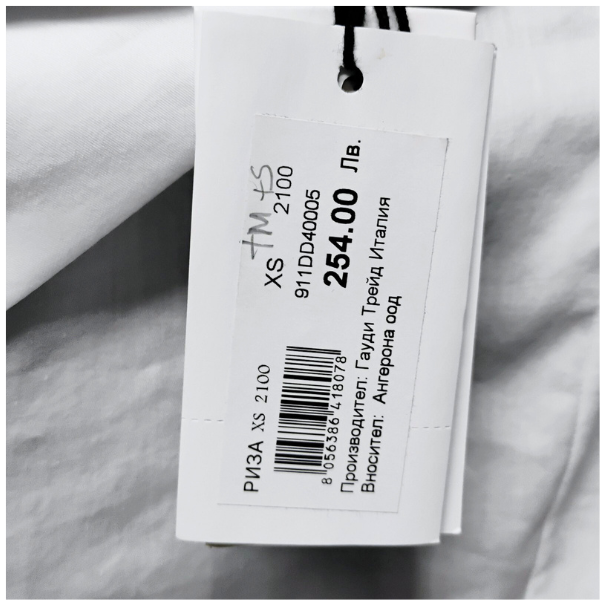 +M +S
XS 2100
911DD40005
254.00 Лв.
РИЗА XS 2100
8 056386 418078
Производител: Гауди Трейд Италия
Вносител: Ангерона оод